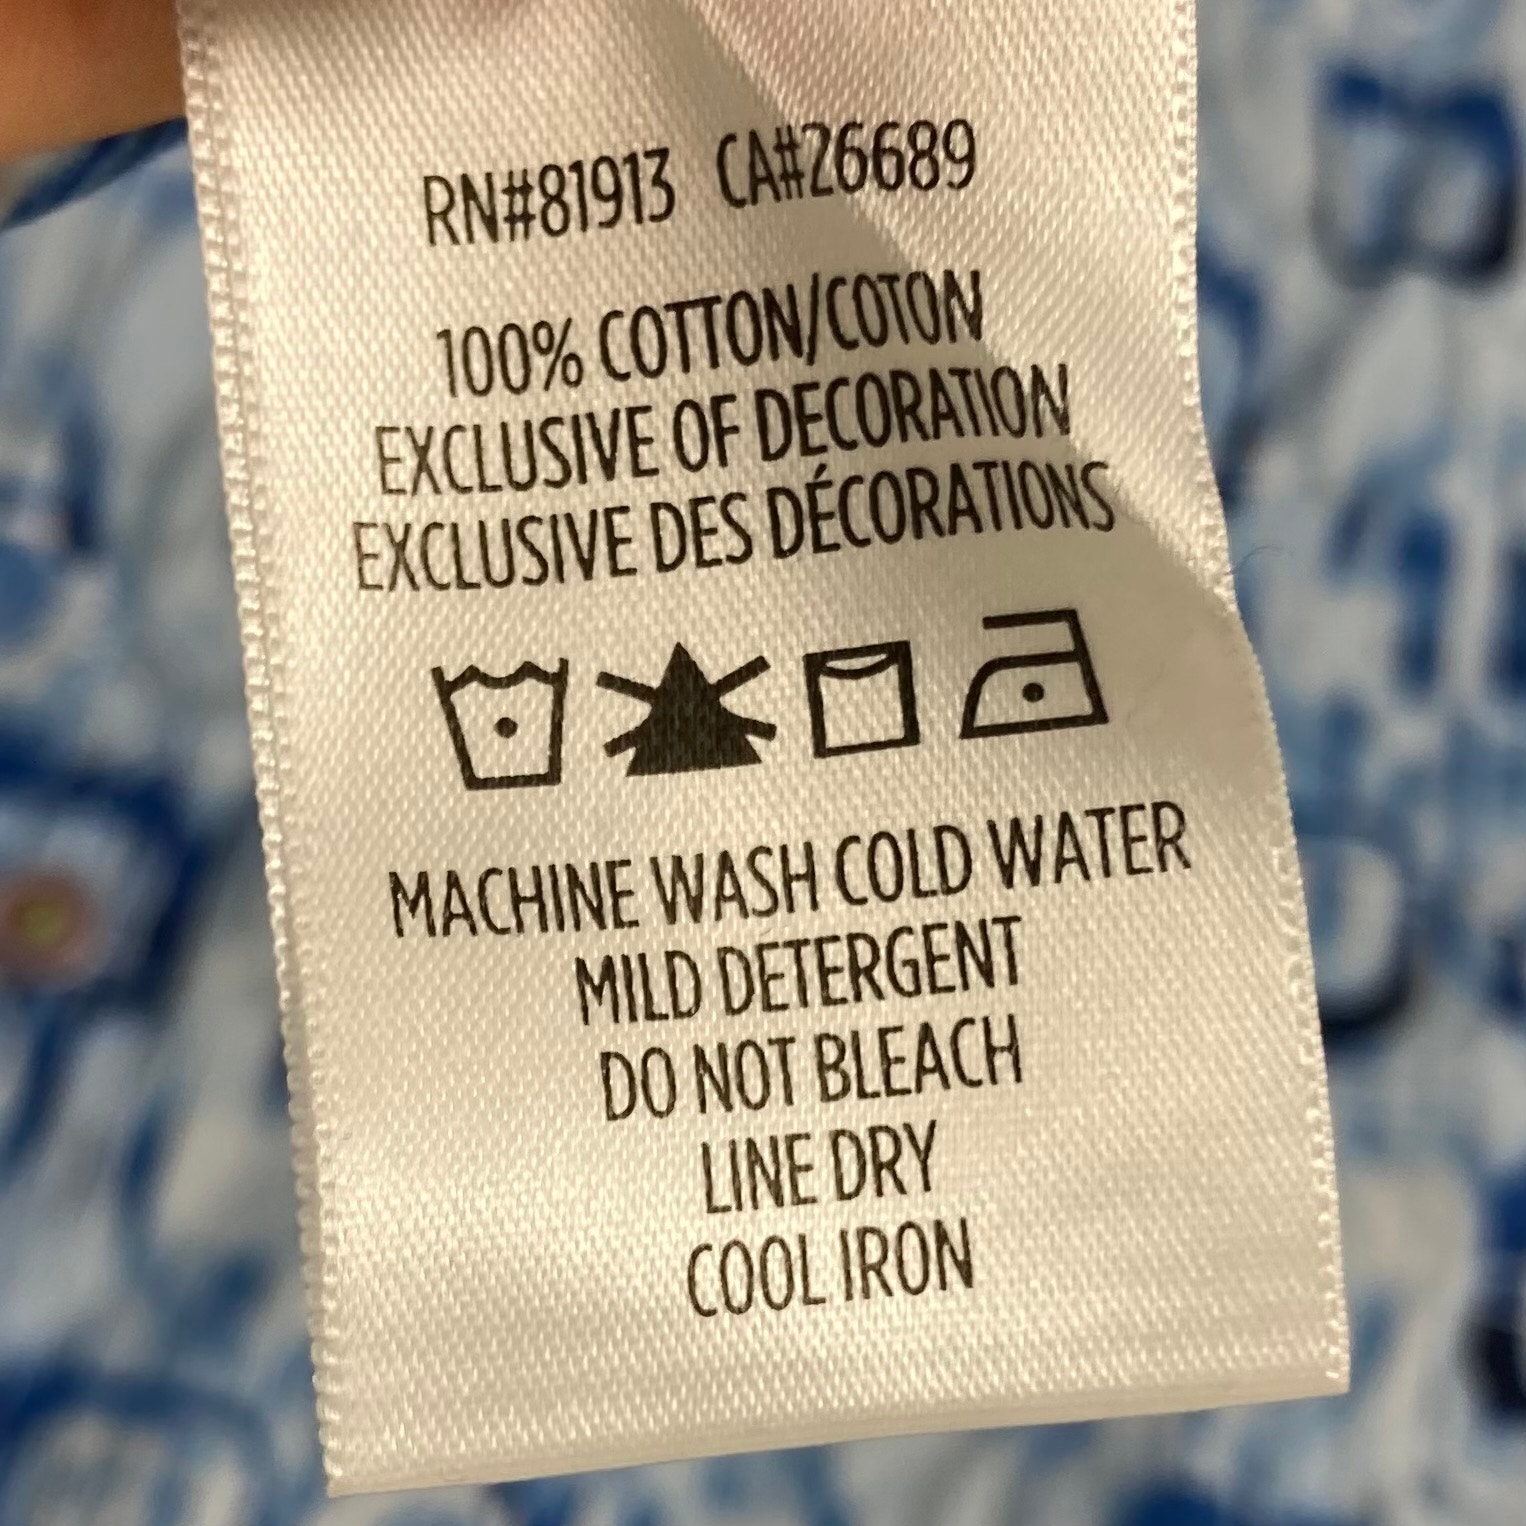 RN#81913 CA#26689
100% COTTON/COTON
EXCLUSIVE OF DECORATION
EXCLUSIVE DES DÉCORATIONS
MACHINE WASH COLD WATER
MILD DETERGENT
DO NOT BLEACH
LINE DRY
COOL IRON